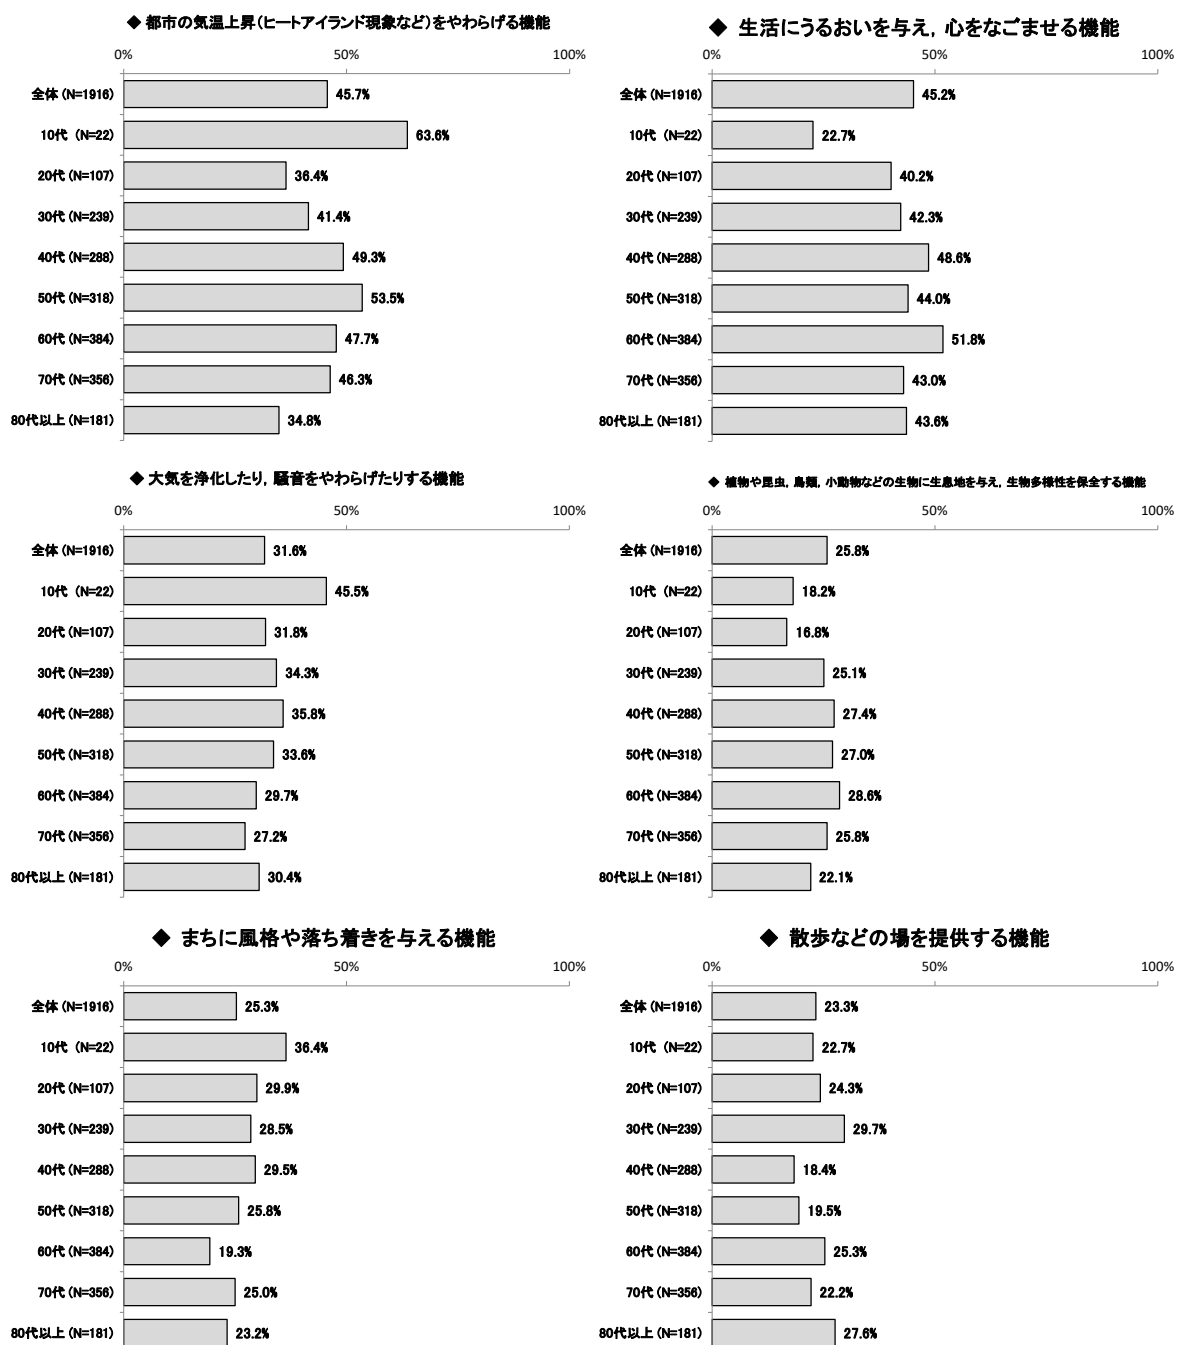 ◆ 都市の気温上昇（ヒートアイランド現象など）をやわらげる機能
0% 50% 100%
全体（N=1916） 45.7%
10代 （N=22） 63.6%
20代（N=107） 36.4%
30代（N=239） 41.4%
40代（N=288） 49.3%
50代（N=318） 53.5%
60代（N=384） 47.7%
70代（N=356） 46.3%
80代以上（N=181） 34.8%
◆ 生活にうるおいを与え，心をなごませる機能
0% 50% 100%
全体（N=1916） 45.2%
10代 （N=22） 22.7%
20代（N=107） 40.2%
30代（N=239） 42.3%
40代（N=288） 48.6%
50代（N=318） 44.0%
60代（N=384） 51.8%
70代（N=356） 43.0%
80代以上（N=181） 43.6%
◆ 大気を浄化したり，騒音をやわらげたりする機能
0% 50% 100%
全体（N=1916） 31.6%
10代 （N=22） 45.5%
20代（N=107） 31.8%
30代（N=239） 34.3%
40代（N=288） 35.8%
50代（N=318） 33.6%
60代（N=384） 29.7%
70代（N=356） 27.2%
80代以上（N=181） 30.4%
◆ 植物や昆虫，鳥類，小動物などの生物に生息地を与え，生物多様性を保全する機能
0% 50% 100%
全体（N=1916） 25.8%
10代 （N=22） 18.2%
20代（N=107） 16.8%
30代（N=239） 25.1%
40代（N=288） 27.4%
50代（N=318） 27.0%
60代（N=384） 28.6%
70代（N=356） 25.8%
80代以上（N=181） 22.1%
◆ まちに風格や落ち着きを与える機能
0% 50% 100%
全体（N=1916） 25.3%
10代 （N=22） 36.4%
20代（N=107） 29.9%
30代（N=239） 28.5%
40代（N=288） 29.5%
50代（N=318） 25.8%
60代（N=384） 19.3%
70代（N=356） 25.0%
80代以上（N=181） 23.2%
◆ 散歩などの場を提供する機能
0% 50% 100%
全体（N=1916） 23.3%
10代 （N=22） 22.7%
20代（N=107） 24.3%
30代（N=239） 29.7%
40代（N=288） 18.4%
50代（N=318） 19.5%
60代（N=384） 25.3%
70代（N=356） 22.2%
80代以上（N=181） 27.6%